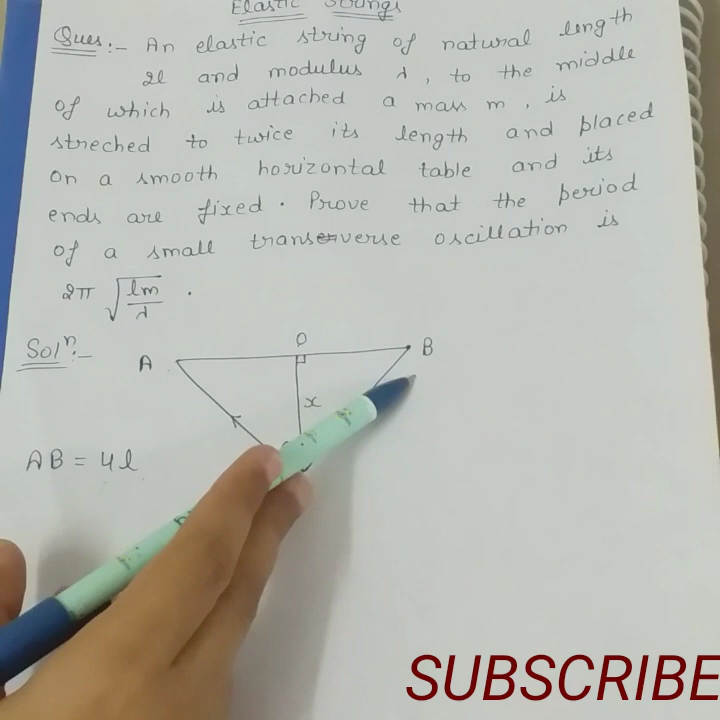 Elastic Strings
Ques:- An elastic string of natural length
2l and modulus λ, to the middle
of which is attached a mass m, is
streched to twice its length and placed
on a smooth horizontal table and its
ends are fixed. Prove that the period
of a small transverse oscillation is
2π √(lm/λ).
Solⁿ:-
A O B
x
AB = 4l
SUBSCRIBE